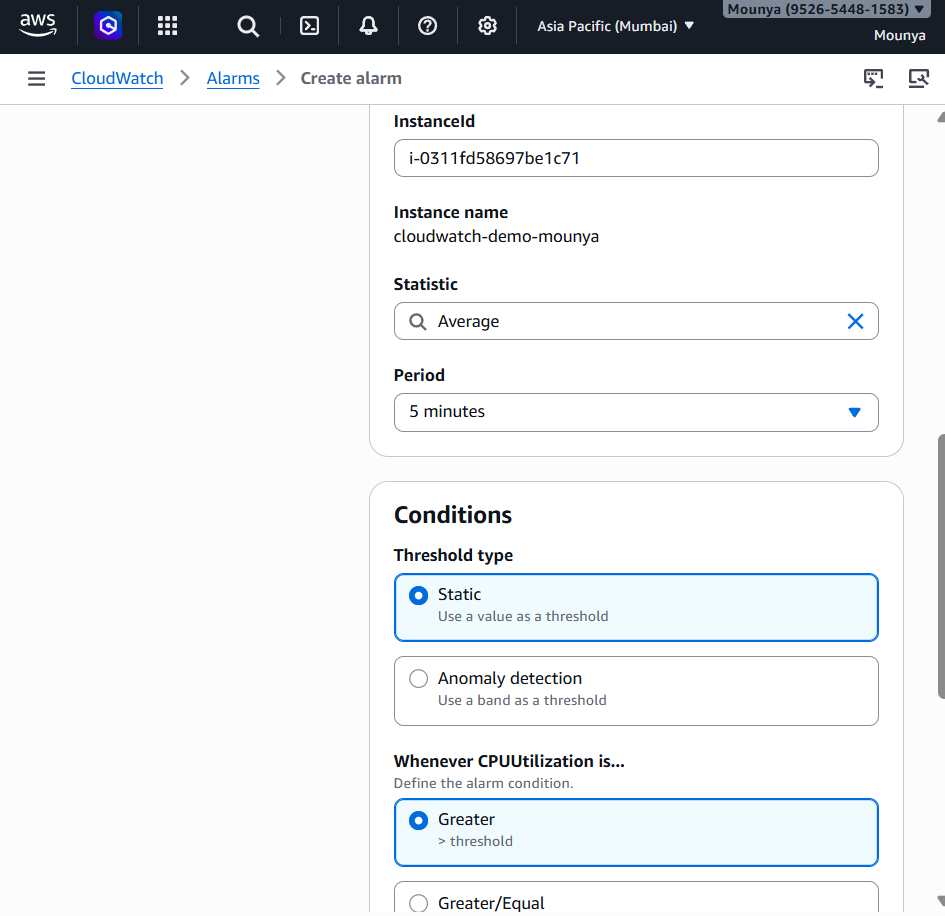 aws
Asia Pacific (Mumbai)
Mounya (9526-5448-1583)
Mounya
CloudWatch
Alarms
Create alarm
InstanceId
i-0311fd58697be1c71
Instance name
cloudwatch-demo-mounya
Statistic
Average
Period
5 minutes
Conditions
Threshold type
Static
Use a value as a threshold
Anomaly detection
Use a band as a threshold
Whenever CPUUtilization is...
Define the alarm condition.
Greater
> threshold
Greater/Equal